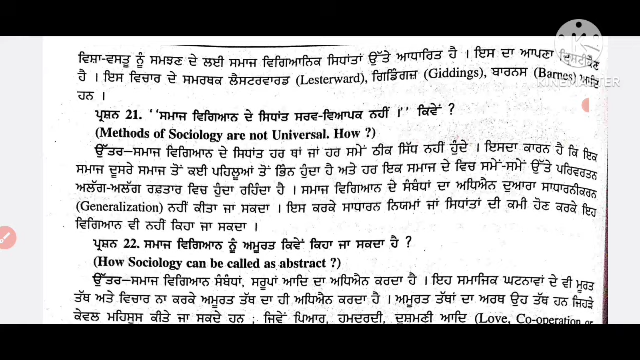 ਵਿਸ਼ਾ-ਵਸਤੂ ਨੂੰ ਸਮਝਣ ਦੇ ਲਈ ਸਮਾਜ ਵਿਗਿਆਨਿਕ ਸਿਧਾਂਤਾਂ ਉੱਤੇ ਆਧਾਰਿਤ ਹੈ । ਇਸ ਦਾ ਆਪਣਾ
ਹੈ । ਇਸ ਵਿਚਾਰ ਦੇ ਸਮਰਥਕ ਲੈਸਟਰਵਾਰਡ (Lesterward), ਗਿਡਿੰਗਜ਼ (Giddings), ਬਾਰਨਸ (Barnes) ਆਦਿ
ਹਨ ।
KINEMASTER
ਪ੍ਰਸ਼ਨ 21. ‘‘ਸਮਾਜ ਵਿਗਿਆਨ ਦੇ ਸਿਧਾਂਤ ਸਰਵ-ਵਿਆਪਕ ਨਹੀਂ ।’’ ਕਿਵੇਂ ?
(Methods of Sociology are not Universal. How ?)
ਉੱਤਰ-ਸਮਾਜ ਵਿਗਿਆਨ ਦੇ ਸਿਧਾਂਤ ਹਰ ਥਾਂ ਜਾਂ ਹਰ ਸਮੇਂ ਠੀਕ ਸਿੱਧ ਨਹੀਂ ਹੁੰਦੇ । ਇਸਦਾ ਕਾਰਨ ਹੈ ਕਿ ਇਕ
ਸਮਾਜ ਦੂਸਰੇ ਸਮਾਜ ਤੋਂ ਕਈ ਪਹਿਲੂਆਂ ਤੋਂ ਭਿੰਨ ਹੁੰਦਾ ਹੈ ਅਤੇ ਹਰ ਇਕ ਸਮਾਜ ਦੇ ਵਿਚ ਸਮੇਂ-ਸਮੇਂ ਉੱਤੇ ਪਰਿਵਰਤਨ
ਅਲੱਗ-ਅਲੱਗ ਰਫ਼ਤਾਰ ਵਿਚ ਹੁੰਦਾ ਰਹਿੰਦਾ ਹੈ । ਸਮਾਜ ਵਿਗਿਆਨ ਦੇ ਸੰਬੰਧਾਂ ਦਾ ਅਧਿਐਨ ਦੁਆਰਾ ਸਾਧਾਰਨੀਕਰਨ
(Generalization) ਨਹੀਂ ਕੀਤਾ ਜਾ ਸਕਦਾ । ਇਸ ਕਰਕੇ ਸਾਧਾਰਨ ਨਿਯਮਾਂ ਜਾਂ ਸਿਧਾਂਤਾਂ ਦੀ ਕਮੀ ਹੋਣ ਕਰਕੇ ਇਹ
ਵਿਗਿਆਨ ਵੀ ਨਹੀਂ ਕਿਹਾ ਜਾ ਸਕਦਾ ।
ਪ੍ਰਸ਼ਨ 22. ਸਮਾਜ ਵਿਗਿਆਨ ਨੂੰ ਅਮੂਰਤ ਕਿਵੇਂ ਕਿਹਾ ਜਾ ਸਕਦਾ ਹੈ ?
(How Sociology can be called as abstract ?)
ਉੱਤਰ-ਸਮਾਜ ਵਿਗਿਆਨ ਸੰਬੰਧਾਂ, ਸਰੂਪਾਂ ਆਦਿ ਦਾ ਅਧਿਐਨ ਕਰਦਾ ਹੈ । ਇਹ ਸਮਾਜਿਕ ਘਟਨਾਵਾਂ ਦੇ ਵੀ ਮੂਰਤ
ਤੱਥ ਅਤੇ ਵਿਚਾਰ ਨਾ ਕਰਕੇ ਅਮੂਰਤ ਤੱਥ ਦਾ ਹੀ ਅਧਿਐਨ ਕਰਦਾ ਹੈ । ਅਮੂਰਤ ਤੱਥਾਂ ਦਾ ਅਰਥ ਉਹ ਤੱਥ ਹਨ ਜਿਹੜੇ
ਕੇਵਲ ਮਹਿਸੂਸ ਕੀਤੇ ਜਾ ਸਕਦੇ ਹਨ ; ਜਿਵੇਂ ਪਿਆਰ, ਹਮਦਰਦੀ, ਦੁਸ਼ਮਣੀ ਆਦਿ (Love, Co-operation or